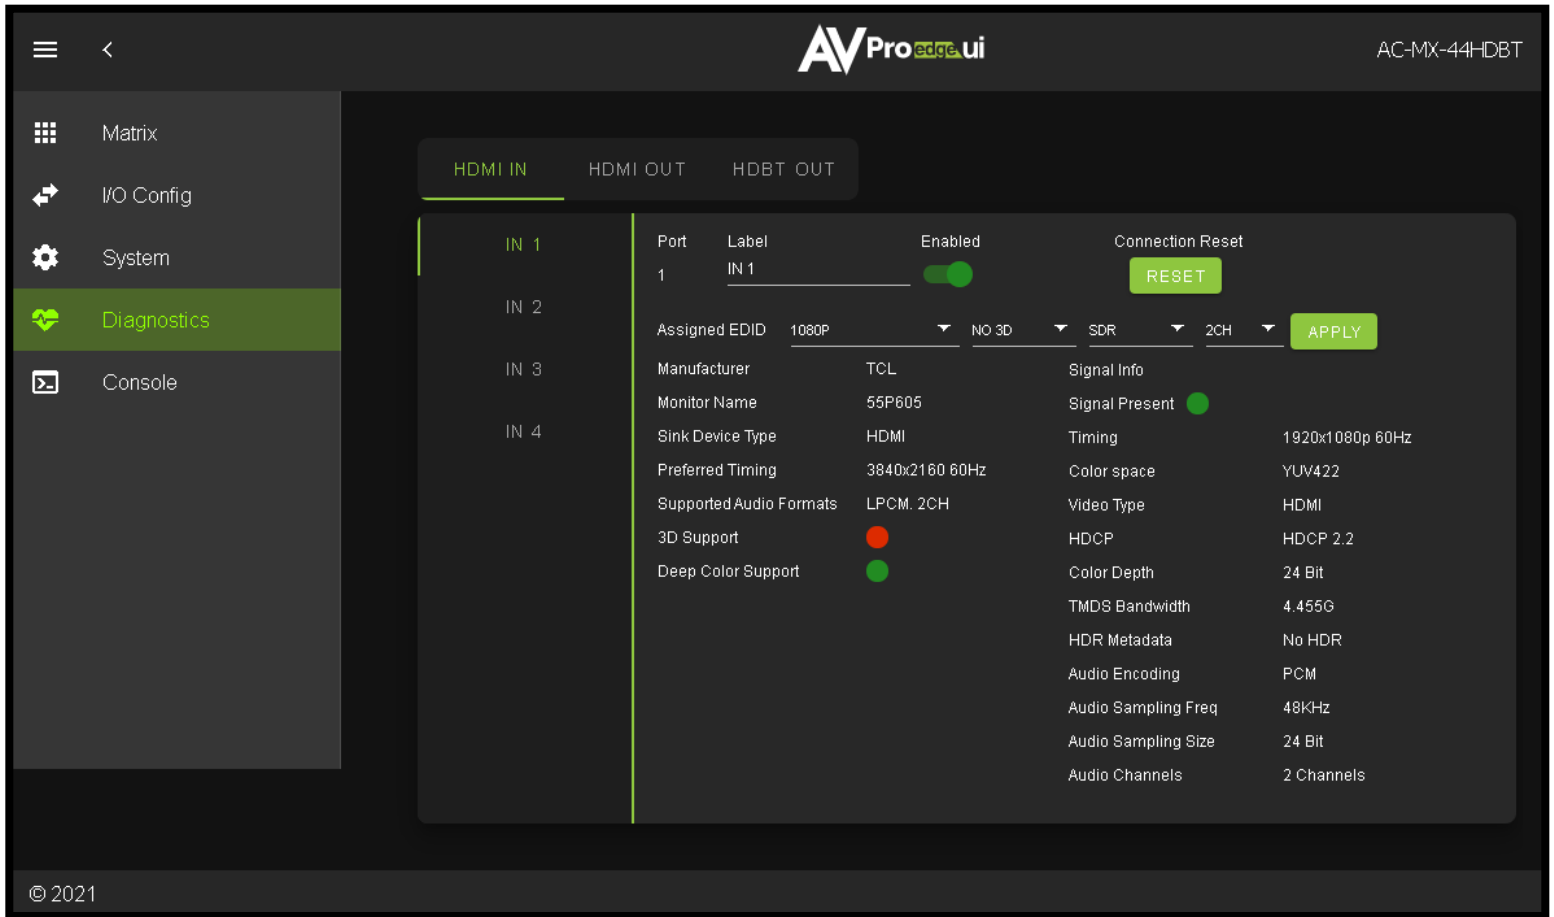 AVPro edge.ui
AC-MX-44HDBT
Matrix
I/O Config
System
Diagnostics
Console
HDMI IN HDMI OUT HDBT OUT
IN 1
IN 2
IN 3
IN 4
Port Label Enabled Connection Reset
1 IN 1 RESET
Assigned EDID 1080P NO 3D SDR 2CH APPLY
Manufacturer TCL
Monitor Name 55P605
Sink Device Type HDMI
Preferred Timing 3840x2160 60Hz
Supported Audio Formats LPCM. 2CH
3D Support
Deep Color Support
Signal Info
Signal Present
Timing 1920x1080p 60Hz
Color space YUV422
Video Type HDMI
HDCP HDCP 2.2
Color Depth 24 Bit
TMDS Bandwidth 4.455G
HDR Metadata No HDR
Audio Encoding PCM
Audio Sampling Freq 48KHz
Audio Sampling Size 24 Bit
Audio Channels 2 Channels
© 2021